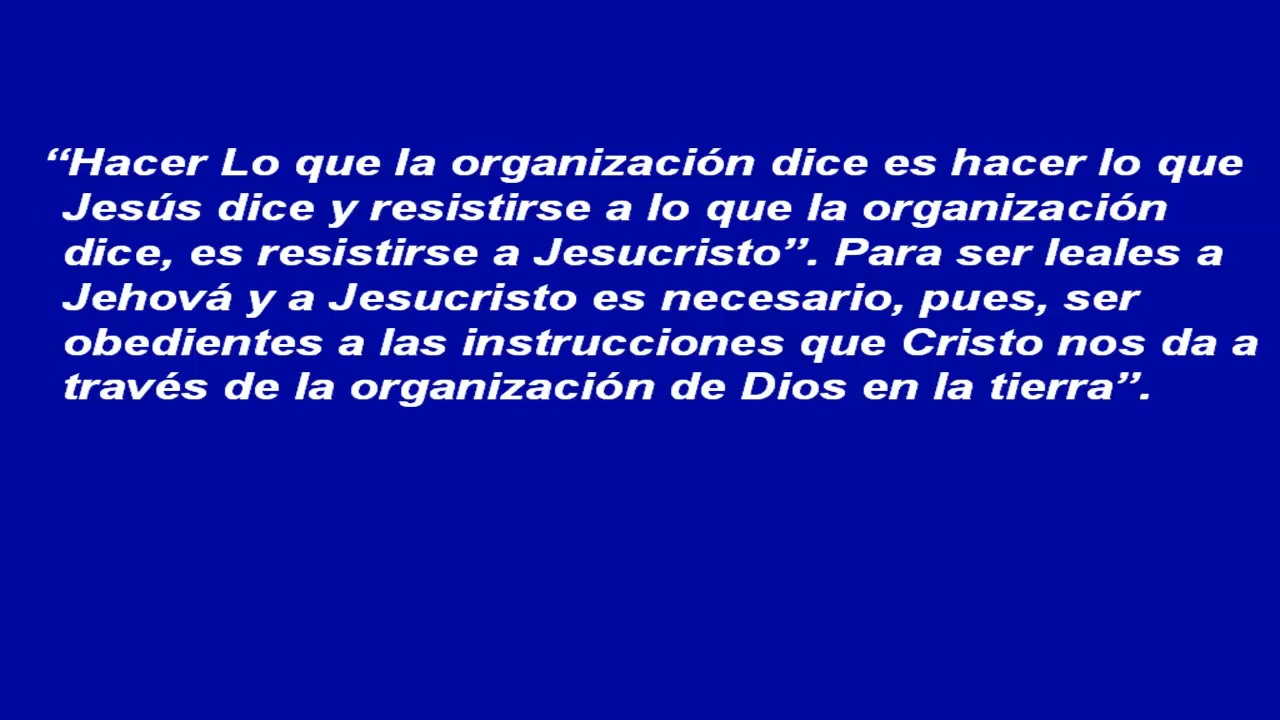 “Hacer Lo que la organización dice es hacer lo que
Jesús dice y resistirse a lo que la organización
dice, es resistirse a Jesucristo”. Para ser leales a
Jehová y a Jesucristo es necesario, pues, ser
obedientes a las instrucciones que Cristo nos da a
través de la organización de Dios en la tierra”.